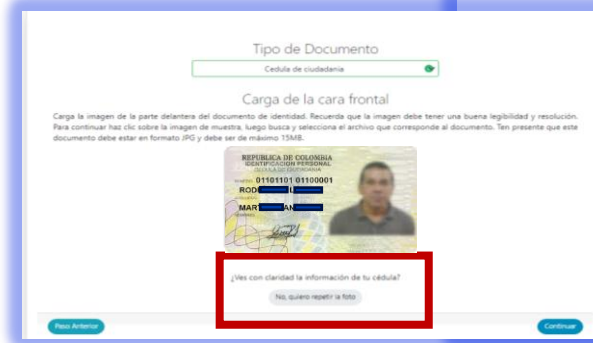 Tipo de Documento
Cedula de ciudadania
Carga de la cara frontal
Carga la imagen de la parte delantera del documento de identidad. Recuerda que la imagen debe tener una buena legibilidad y resolución.
Para continuar haz clic sobre la imagen de muestra, luego busca y selecciona el archivo que corresponde al documento. Ten presente que este
documento debe estar en formato JPG y debe ser de máximo 15MB.
REPUBLICA DE COLOMBIA
IDENTIFICACION PERSONAL
CEDULA DE CIUDADANIA
01101101 01100001
¿Ves con claridad la información de tu cédula?
No, quiero repetir la foto
Paso Anterior
Continuar